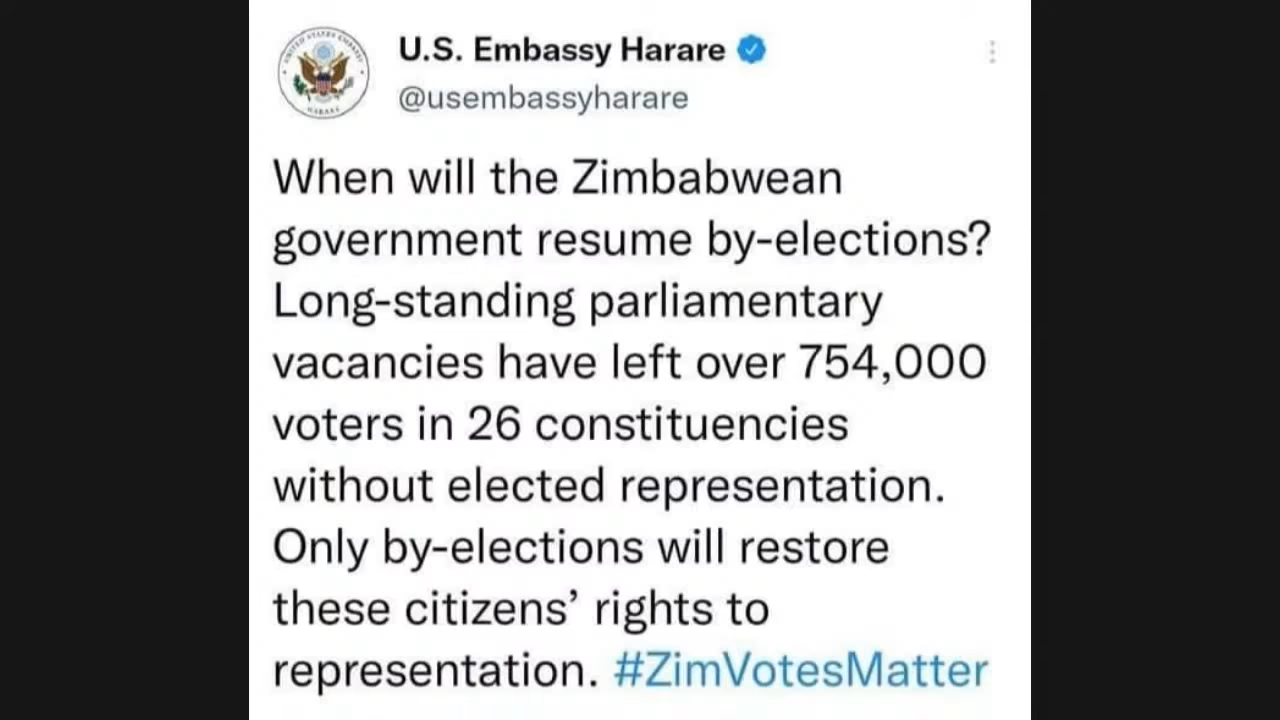 U.S. Embassy Harare
@usembassyharare
When will the Zimbabwean
government resume by-elections?
Long-standing parliamentary
vacancies have left over 754,000
voters in 26 constituencies
without elected representation.
Only by-elections will restore
these citizens’ rights to
representation. #ZimVotesMatter